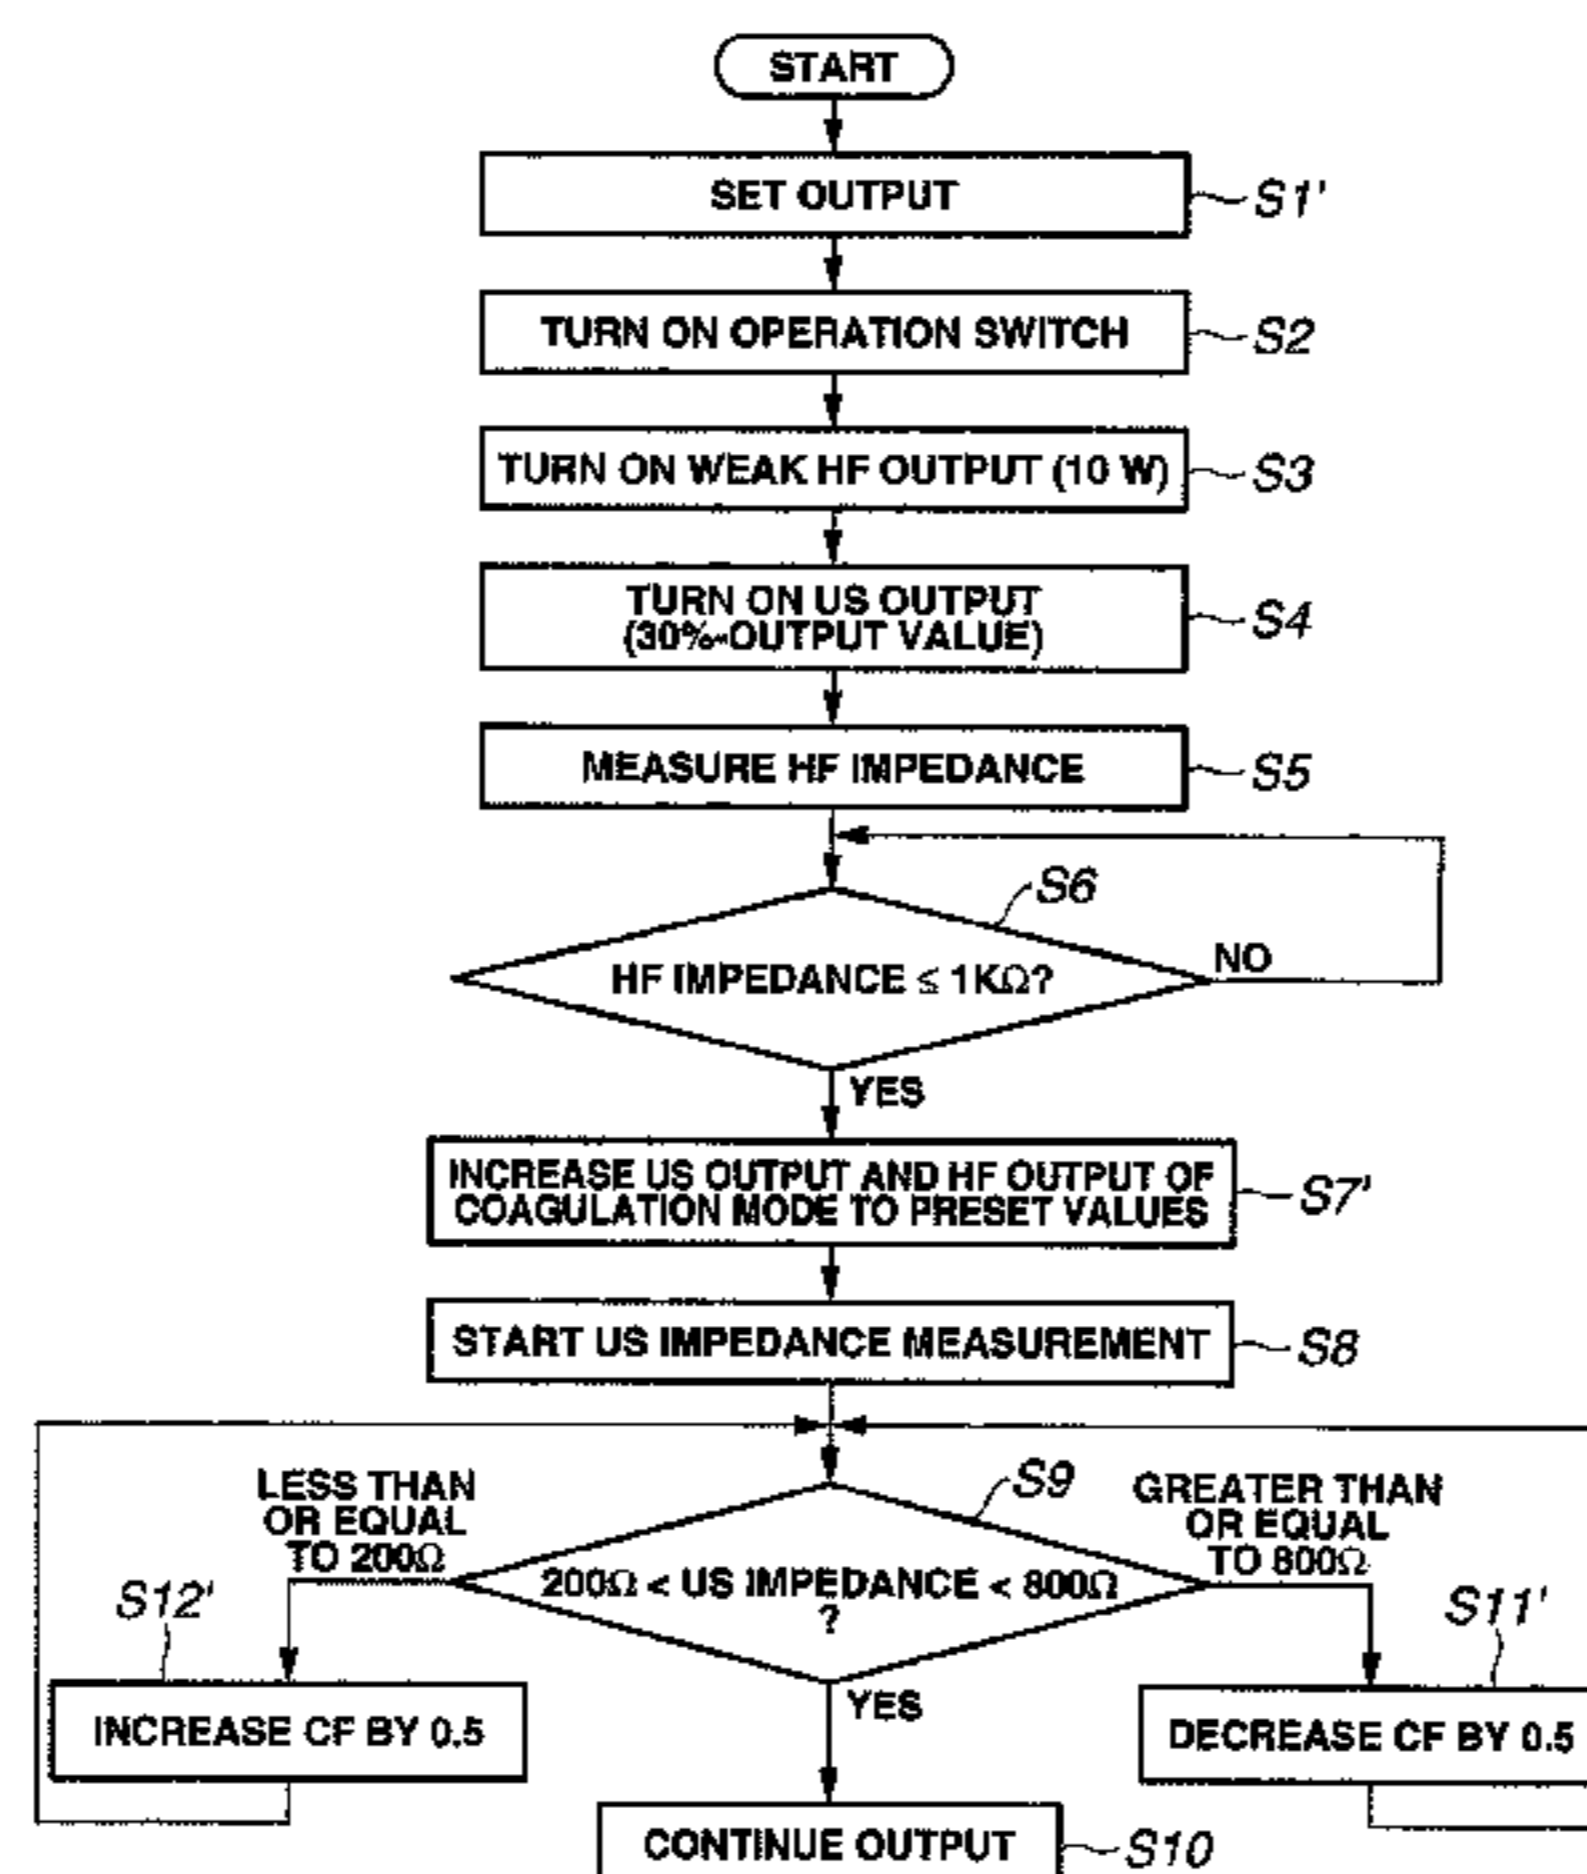 START
SET OUTPUT
S1'
TURN ON OPERATION SWITCH
S2
TURN ON WEAK HF OUTPUT (10 W)
S3
TURN ON US OUTPUT
(30%-OUTPUT VALUE)
S4
MEASURE HF IMPEDANCE
S5
S6
HF IMPEDANCE ≤ 1KΩ?
NO
YES
INCREASE US OUTPUT AND HF OUTPUT OF
COAGULATION MODE TO PRESET VALUES
S7'
START US IMPEDANCE MEASUREMENT
S8
LESS THAN
OR EQUAL
TO 200Ω
S9
GREATER THAN
OR EQUAL
TO 800Ω
200Ω < US IMPEDANCE < 800Ω
?
S12'
S11'
INCREASE CF BY 0.5
YES
DECREASE CF BY 0.5
CONTINUE OUTPUT
S10